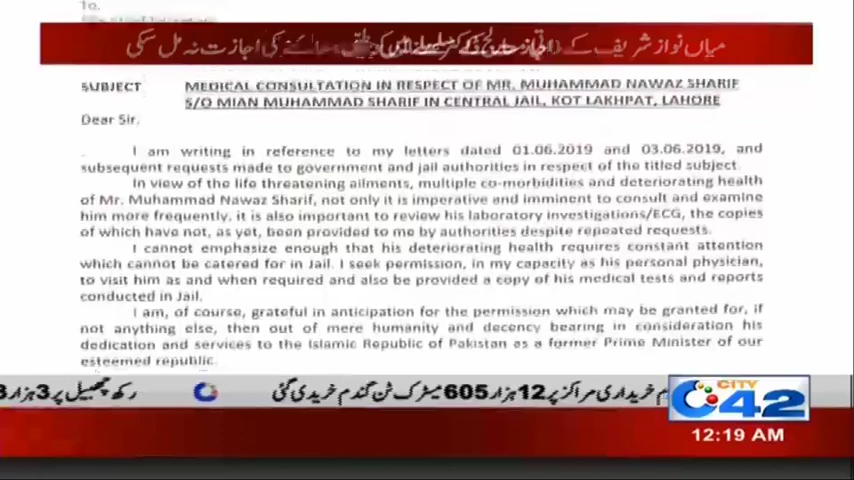 To.
میاں نواز شریف کے
کی اجازت نہ مل سکی
SUBJECT MEDICAL CONSULTATION IN RESPECT OF MR. MUHAMMAD NAWAZ SHARIF
S/O MIAN MUHAMMAD SHARIF IN CENTRAL JAIL, KOT LAKHPAT, LAHORE
Dear Sir.
I am writing in reference to my letters dated 01.06.2019 and 03.06.2019, and
subsequent requests made to government and jail authorities in respect of the titled subject.
In view of the life threatening ailments, multiple co-morbidities and deteriorating health
of Mr. Muhammad Nawaz Sharif, not only it is imperative and imminent to consult and examine
him more frequently, it is also important to review his laboratory investigations/ECG, the copies
of which have not, as yet, been provided to me by authorities despite repeated requests.
I cannot emphasize enough that his deteriorating health requires constant attention
which cannot be catered for in Jail. I seek permission, in my capacity as his personal physician,
to visit him as and when required and also be provided a copy of his medical tests and reports
conducted in Jail.
I am, of course, grateful in anticipation for the permission which may be granted for, if
not anything else, then out of mere humanity and decency bearing in consideration his
dedication and services to the Islamic Republic of Pakistan as a former Prime Minister of our
esteemed republic.
م خریداری مراکز پر 12 ہزار 605 میٹرک ٹن گندم خریدی گئی
رکھ چھبیل پر 3 ہزار 3
CITY
42
12:19 AM